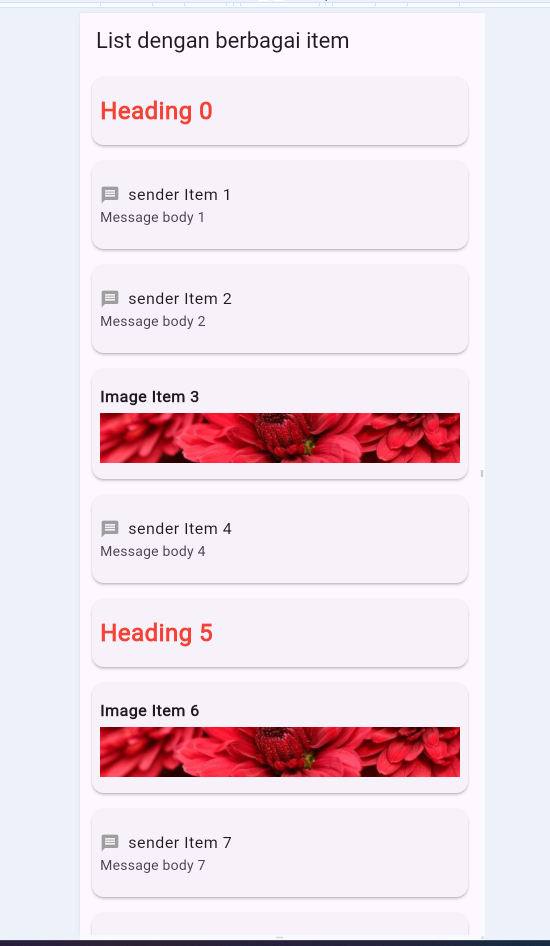 List dengan berbagai item
Heading 0
sender Item 1
Message body 1
sender Item 2
Message body 2
Image Item 3
sender Item 4
Message body 4
Heading 5
Image Item 6
sender Item 7
Message body 7